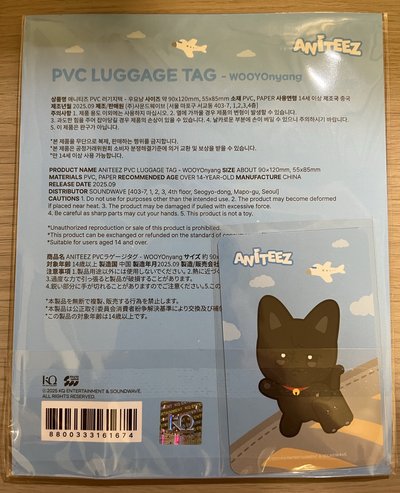 ANITEEZ
PVC LUGGAGE TAG - WOOYOnyang
상품명 애니티즈 PVC 러기지택 - 우요냥 사이즈 약 90x120mm, 55x85mm 소재 PVC, PAPER 사용연령 14세 이상 제조국 중국
제조년월 2025.09 제조/판매원 (주)사운드웨이브 (서울 마포구 서교동 403-7, 1,2,3,4층)
주의사항 1. 제품 용도 이외에는 사용하지 마십시오. 2. 열에 가까울 경우 제품의 변형이 발생할 수 있습니다.
3. 과도한 힘을 주어 잡아당길 경우 제품의 손상이 있을 수 있습니다. 4. 날카로운 부분에 손이 베일 수 있으니 주의하시기 바랍니다.
5. 이 제품은 완구가 아닙니다.
*본 제품을 무단으로 복제, 판매하는 행위를 금지합니다.
*본 제품은 공정거래위원회 소비자 분쟁해결기준에 의거 교환 및 보상을 받을 수 있습니다.
*만 14세 이상 사용 가능합니다.
PRODUCT NAME ANITEEZ PVC LUGGAGE TAG - WOOYOnyang SIZE ABOUT 90×120mm, 55x85mm
MATERIALS PVC, PAPER RECOMMENDED AGE OVER 14-YEAR-OLD MANUFACTURE CHINA
RELEASE DATE 2025.09
DISTRIBUTOR SOUNDWAVE [403-7, 1, 2, 3, 4th floor, Seogyo-dong, Mapo-gu, Seoul]
CAUTIONS 1. Do not use for purposes other than the intended use. 2. The product may become deformed
if placed near heat. 3. The product may be damaged if pulled with excessive force.
4. Be careful as sharp parts may cut your hands. 5. This product is not a toy.
*Unauthorized reproduction or sale of this product is prohibited.
*This product can be exchanged or refunded on the standard of
*Suitable for users aged 14 and over.
商品名 ANITEEZ PVCラゲージタグ - WOOYOnyang サイズ 約 90x
対象年齢 14歳以上 製造国 中国 製造年月 2025.09 製造/販売会社
注意事項 1.製品用途以外には使用しないでください。2.熱に近づく
3.過度な力で引っ張ると製品が破損することがあります。
4.鋭い部分に手が切れることがありますのでご注意ください。5.こ
*本製品を無断で複製、販売する行為を禁止します。
*本製品は公正取引委員会消費者紛争解決基準により交換及び補
*この製品の対象年齢は14歳以上です。
KQ
ⓒ 2025 KQ ENTERTAINMENT & SOUNDWAVE.
ALL RIGHTS RESERVED.
8800333161674
KQ
ANITEEZ